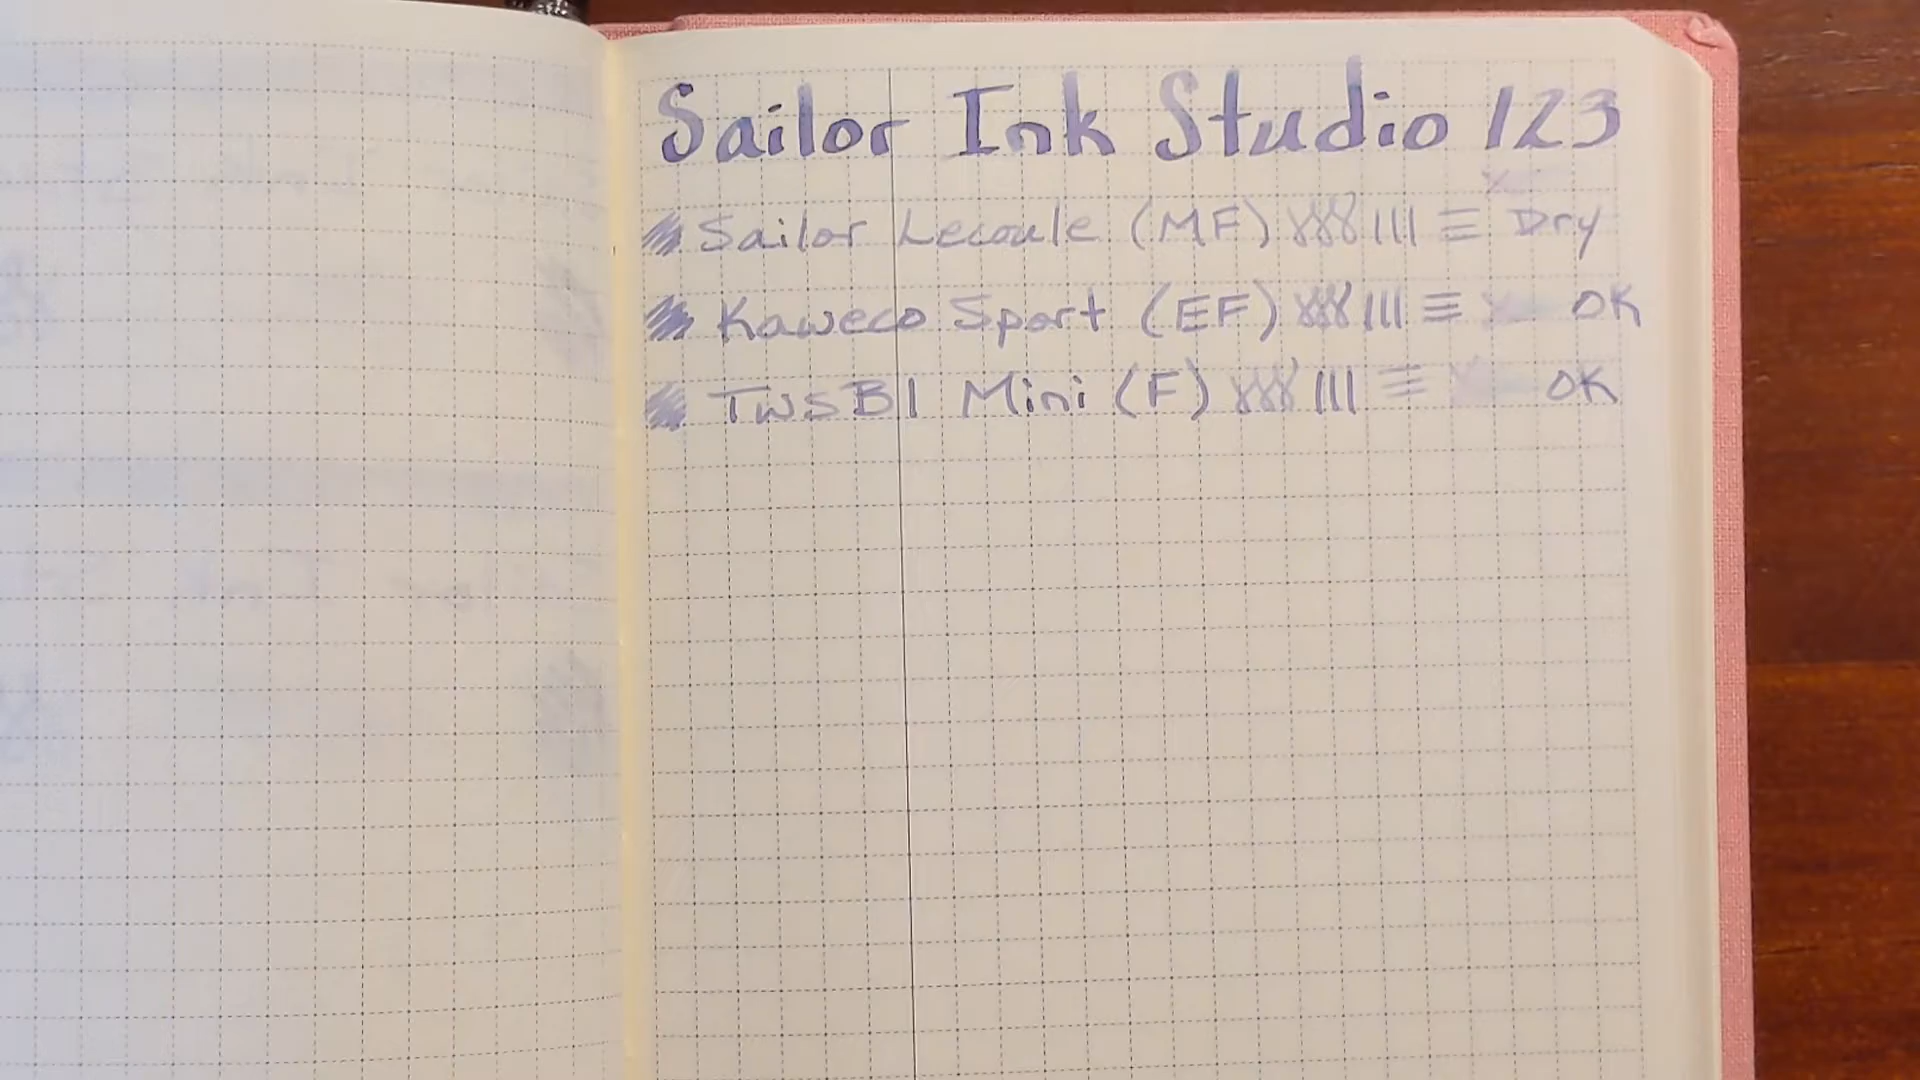 Sailor Ink Studio 123
Sailor Lecoule (MF) Dry
Kaweco Sport (EF) OK
TWSBI Mini (F) OK